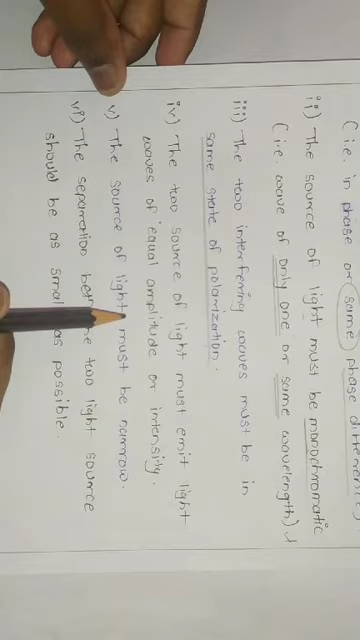 (i.e. in phase or same phase difference)
ii) The source of light must be monochromatic
(i.e. wave of only one or same wavelength)
iii) The two interfering waves must be in
same state of polarization.
iv) The two source of light must emit light
waves of equal amplitude or intensity.
v) The source of light must be narrow.
vi) The separation two light source
should be as small as possible.